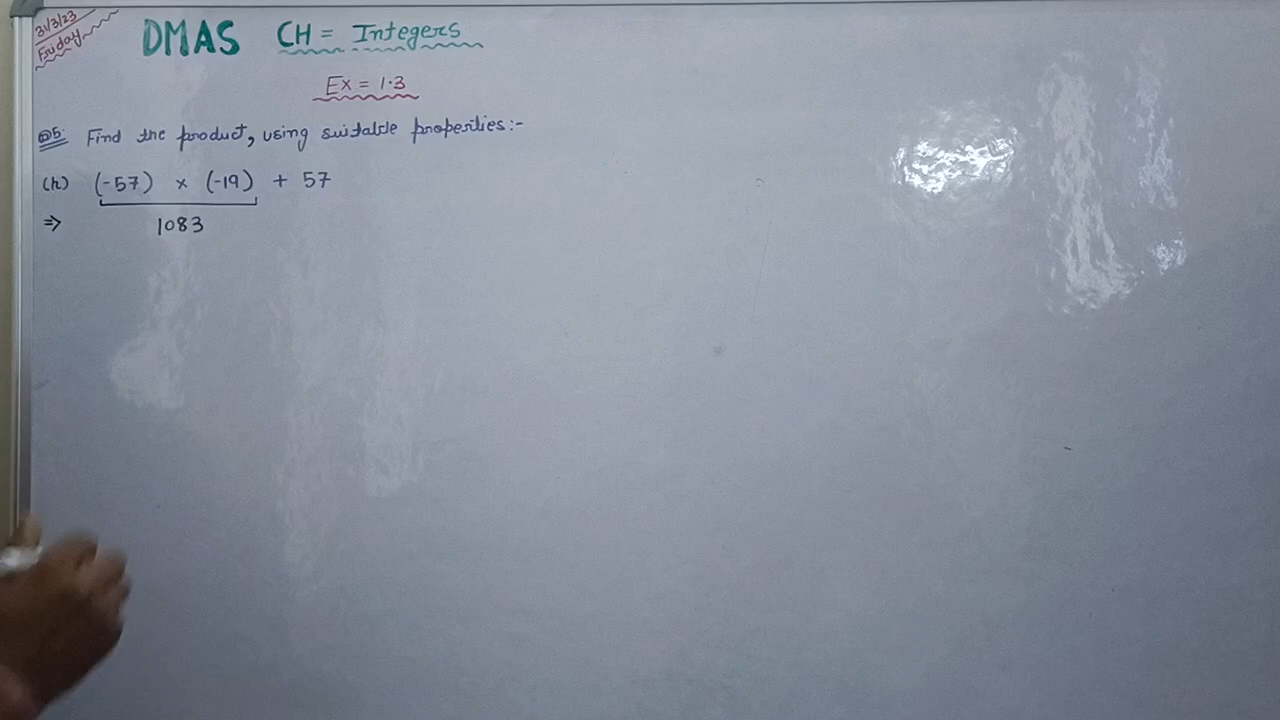 31/3/23
Friday
DMAS CH = Integers
Ex = 1.3
Q5. Find the product, using suitable properties:-
(h) (-57) × (-19) + 57
⇒ 1083